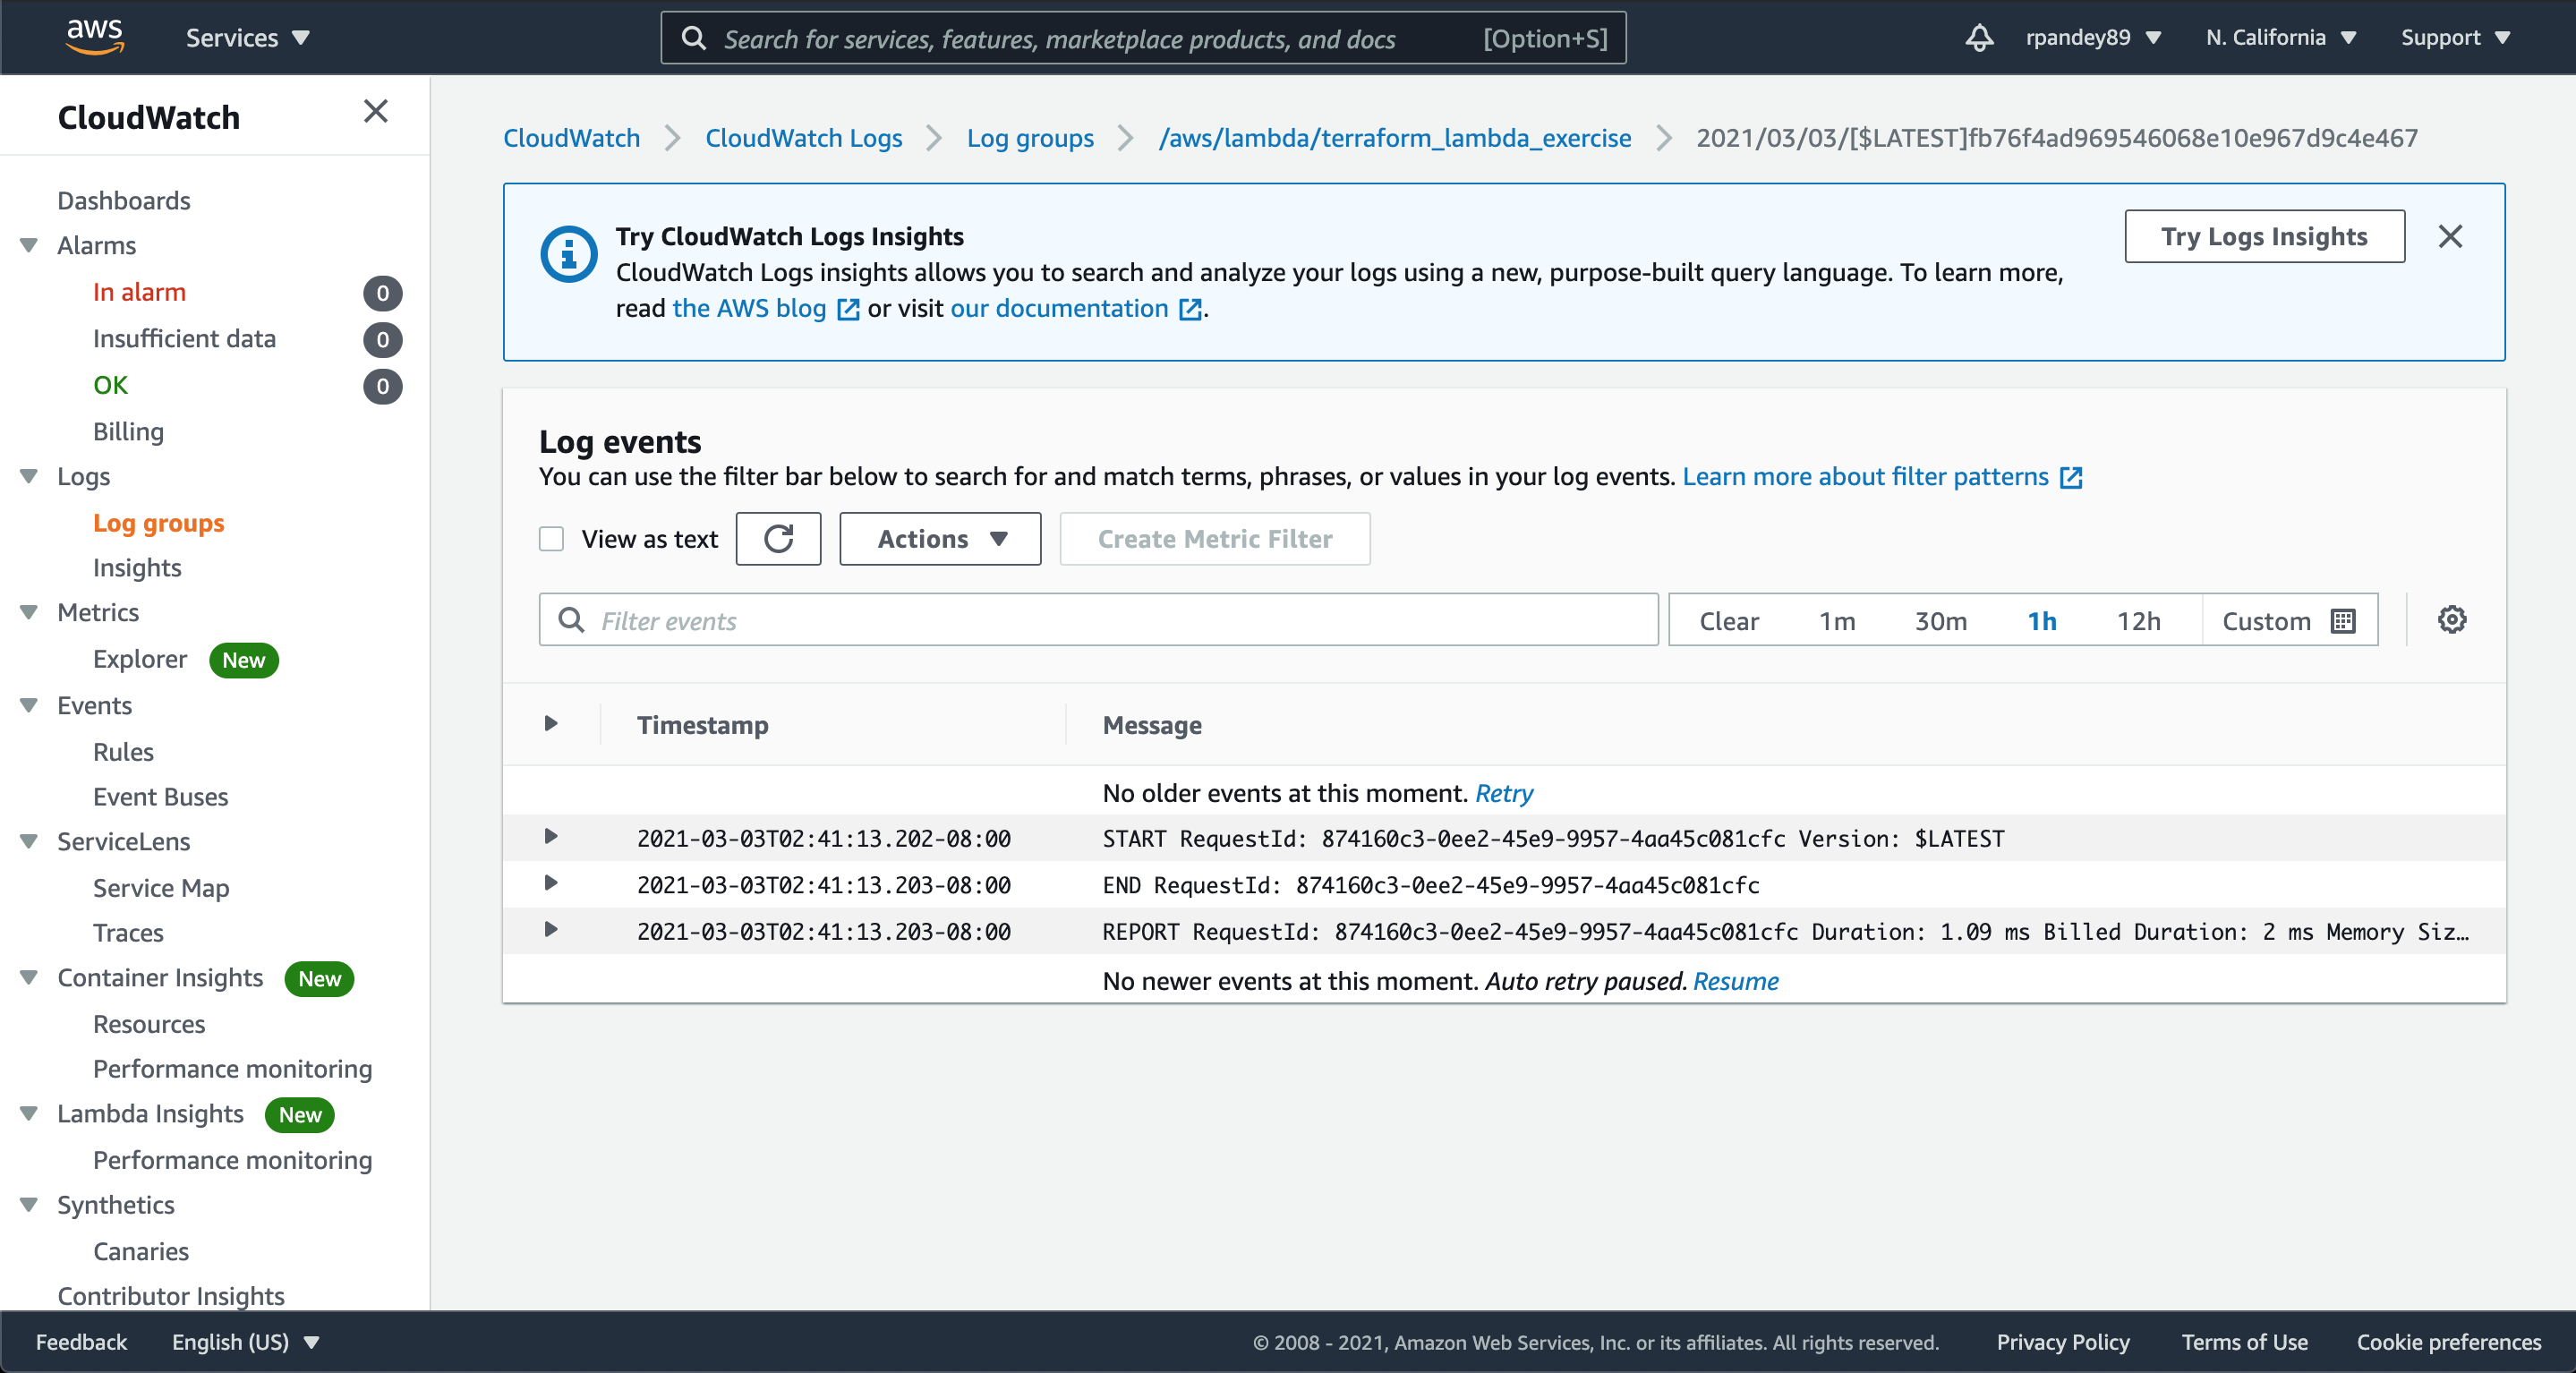 aws
Services
Search for services, features, marketplace products, and docs [Option+S]
rpandey89
N. California
Support
CloudWatch
Dashboards
Alarms
In alarm 0
Insufficient data 0
OK 0
Billing
Logs
Log groups
Insights
Metrics
Explorer New
Events
Rules
Event Buses
ServiceLens
Service Map
Traces
Container Insights New
Resources
Performance monitoring
Lambda Insights New
Performance monitoring
Synthetics
Canaries
Contributor Insights
CloudWatch CloudWatch Logs Log groups /aws/lambda/terraform_lambda_exercise 2021/03/03/[$LATEST]fb76f4ad969546068e10e967d9c4e467
Try CloudWatch Logs Insights
CloudWatch Logs insights allows you to search and analyze your logs using a new, purpose-built query language. To learn more,
read the AWS blog or visit our documentation.
Try Logs Insights
Log events
You can use the filter bar below to search for and match terms, phrases, or values in your log events. Learn more about filter patterns
View as text Actions Create Metric Filter
Filter events Clear 1m 30m 1h 12h Custom
Timestamp Message
No older events at this moment. Retry
2021-03-03T02:41:13.202-08:00 START RequestId: 874160c3-0ee2-45e9-9957-4aa45c081cfc Version: $LATEST
2021-03-03T02:41:13.203-08:00 END RequestId: 874160c3-0ee2-45e9-9957-4aa45c081cfc
2021-03-03T02:41:13.203-08:00 REPORT RequestId: 874160c3-0ee2-45e9-9957-4aa45c081cfc Duration: 1.09 ms Billed Duration: 2 ms Memory Siz…
No newer events at this moment. Auto retry paused. Resume
Feedback English (US) © 2008 - 2021, Amazon Web Services, Inc. or its affiliates. All rights reserved. Privacy Policy Terms of Use Cookie preferences